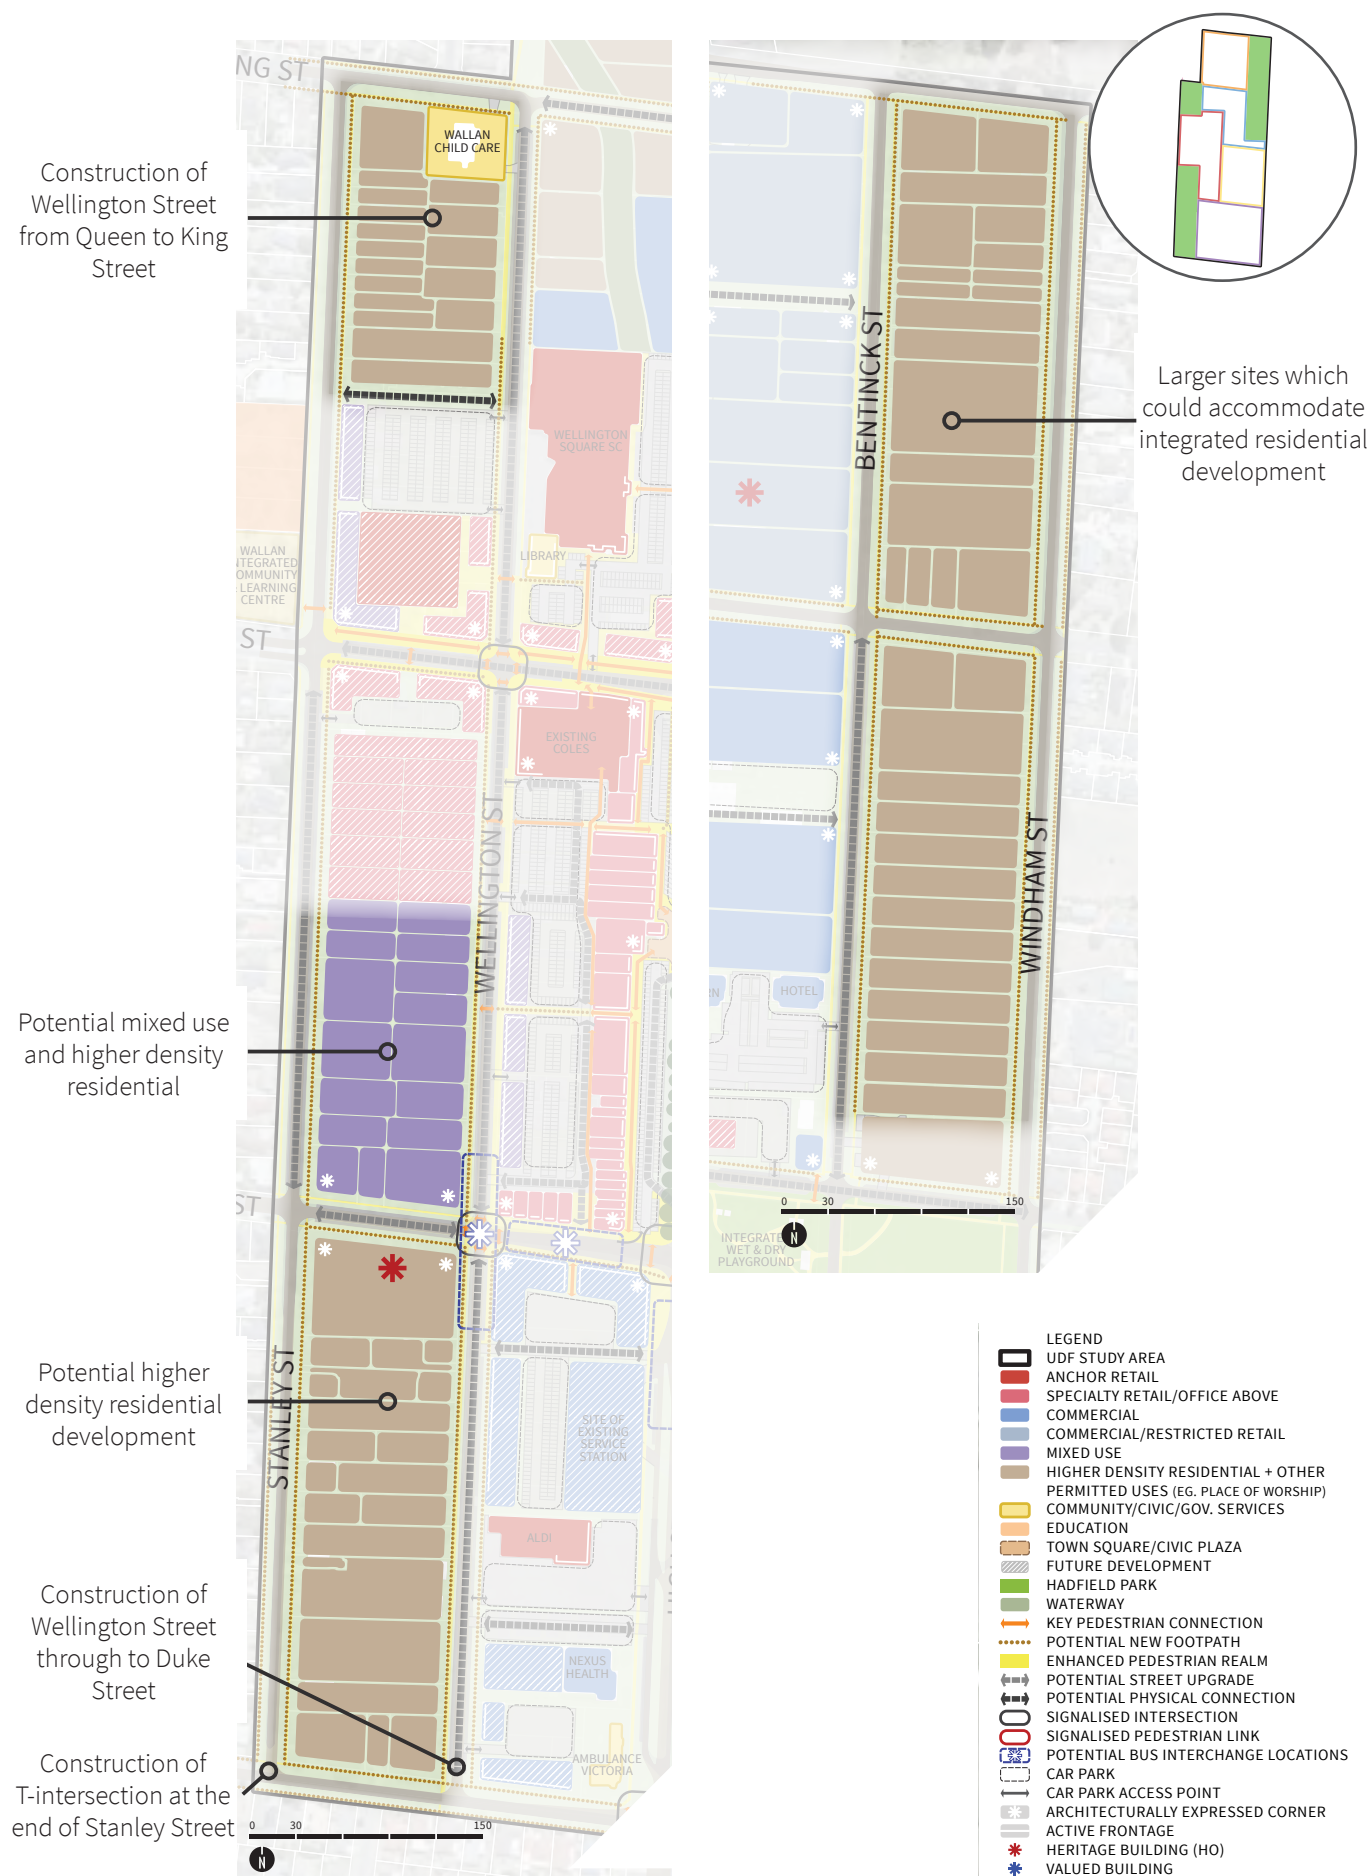 NG ST
WALLAN
CHILD CARE
Construction of
Wellington Street
from Queen to King
Street
WELLINGTON
SQUARE SC
LIBRARY
WALLAN
NTEGRATED
OMMUNITY
LEARNING
CENTRE
ST
EXISTING
COLES
WELLINGTON ST
Potential mixed use
and higher density
residential
ST
Potential higher
density residential
development
STANLEY ST
SITE OF
EXISTING
SERVICE
STATION
ALDI
Construction of
Wellington Street
through to Duke
Street
NEXUS
HEALTH
AMBULANCE
VICTORIA
Construction of
T-intersection at the
end of Stanley Street
0 30 150
N
BENTINCK ST
Larger sites which
could accommodate
integrated residential
development
WINDHAM ST
RN
HOTEL
0 30 150
N
INTEGRATE
WET & DRY
PLAYGROUND
LEGEND
UDF STUDY AREA
ANCHOR RETAIL
SPECIALTY RETAIL/OFFICE ABOVE
COMMERCIAL
COMMERCIAL/RESTRICTED RETAIL
MIXED USE
HIGHER DENSITY RESIDENTIAL + OTHER
PERMITTED USES (EG. PLACE OF WORSHIP)
COMMUNITY/CIVIC/GOV. SERVICES
EDUCATION
TOWN SQUARE/CIVIC PLAZA
FUTURE DEVELOPMENT
HADFIELD PARK
WATERWAY
KEY PEDESTRIAN CONNECTION
POTENTIAL NEW FOOTPATH
ENHANCED PEDESTRIAN REALM
POTENTIAL STREET UPGRADE
POTENTIAL PHYSICAL CONNECTION
SIGNALISED INTERSECTION
SIGNALISED PEDESTRIAN LINK
POTENTIAL BUS INTERCHANGE LOCATIONS
CAR PARK
CAR PARK ACCESS POINT
ARCHITECTURALLY EXPRESSED CORNER
ACTIVE FRONTAGE
HERITAGE BUILDING (HO)
VALUED BUILDING